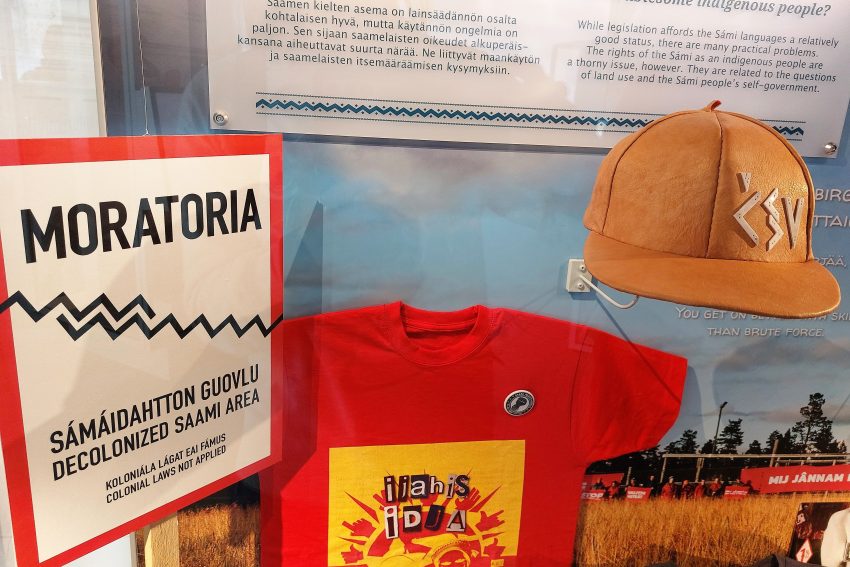 Saamen kielten asema on lainsäädännön osalta
kohtalaisen hyvä, mutta käytännön ongelmia on
paljon. Sen sijaan saamelaisten oikeudet alkuperäis-
kansana aiheuttavat suurta närää. Ne liittyvät maankäytön
ja saamelaisten itsemääräämisen kysymyksiin.
indigenous people?
While legislation affords the Sámi languages a relatively
good status, there are many practical problems.
The rights of the Sámi as an indigenous people are
a thorny issue, however. They are related to the questions
of land use and the Sámi people's self-government.
MORATORIA
SÁMÁIDAHTTON GUOVLU
DECOLONIZED SAAMI AREA
KOLONIÁLA LÁGAT EAI FÁMUS
COLONIAL LAWS NOT APPLIED
ČSV
YOU GET ON
THAN BRUTE FORCE.
ijahis
iDJA
MIJ JÁNNAM